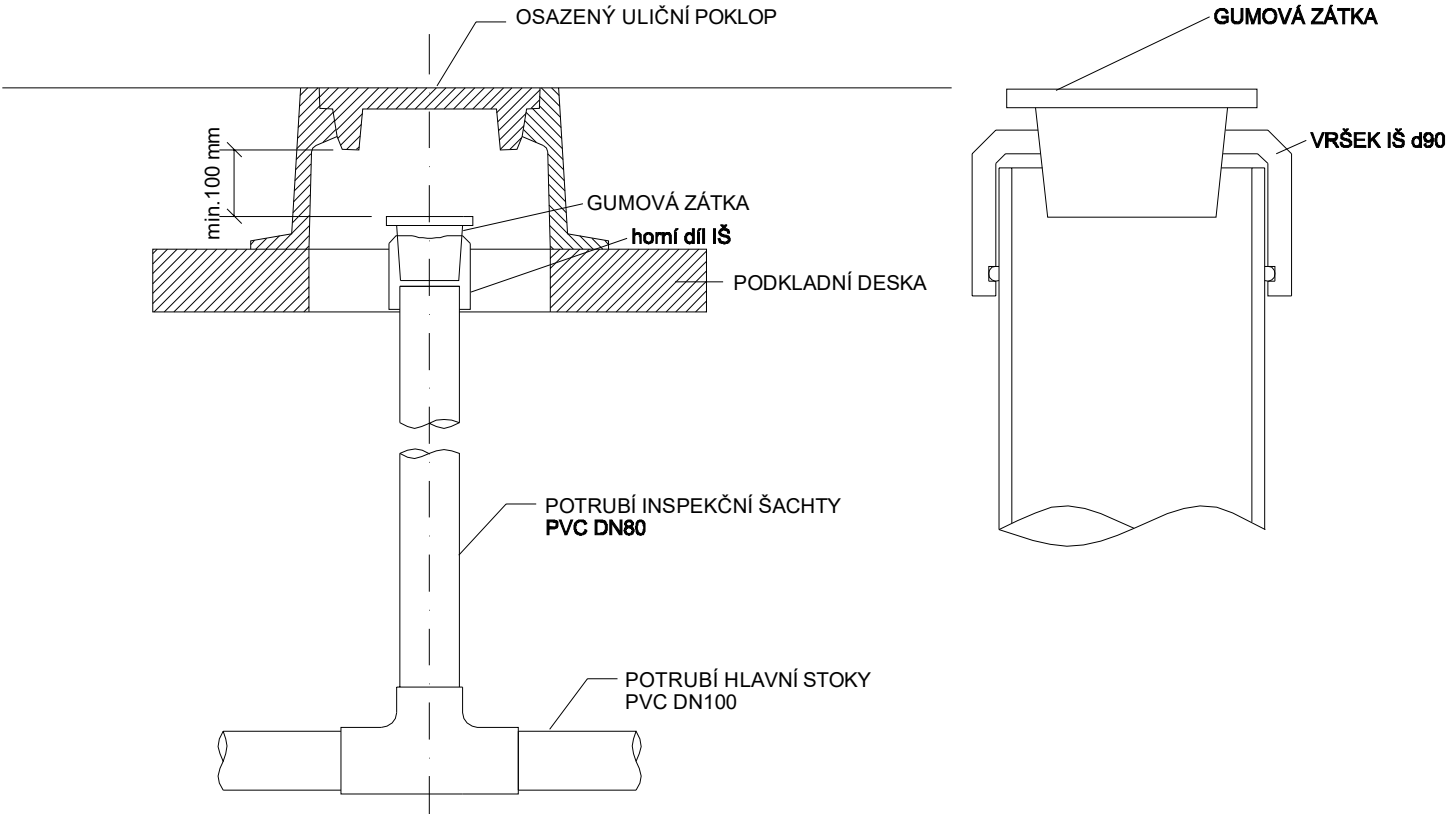 OSAZENÝ ULIČNÍ POKLOP
GUMOVÁ ZÁTKA
VRŠEK IŠ d90
min.100 mm
GUMOVÁ ZÁTKA
horní díl IŠ
PODKLADNÍ DESKA
POTRUBÍ INSPEKČNÍ ŠACHTY
PVC DN80
POTRUBÍ HLAVNÍ STOKY
PVC DN100